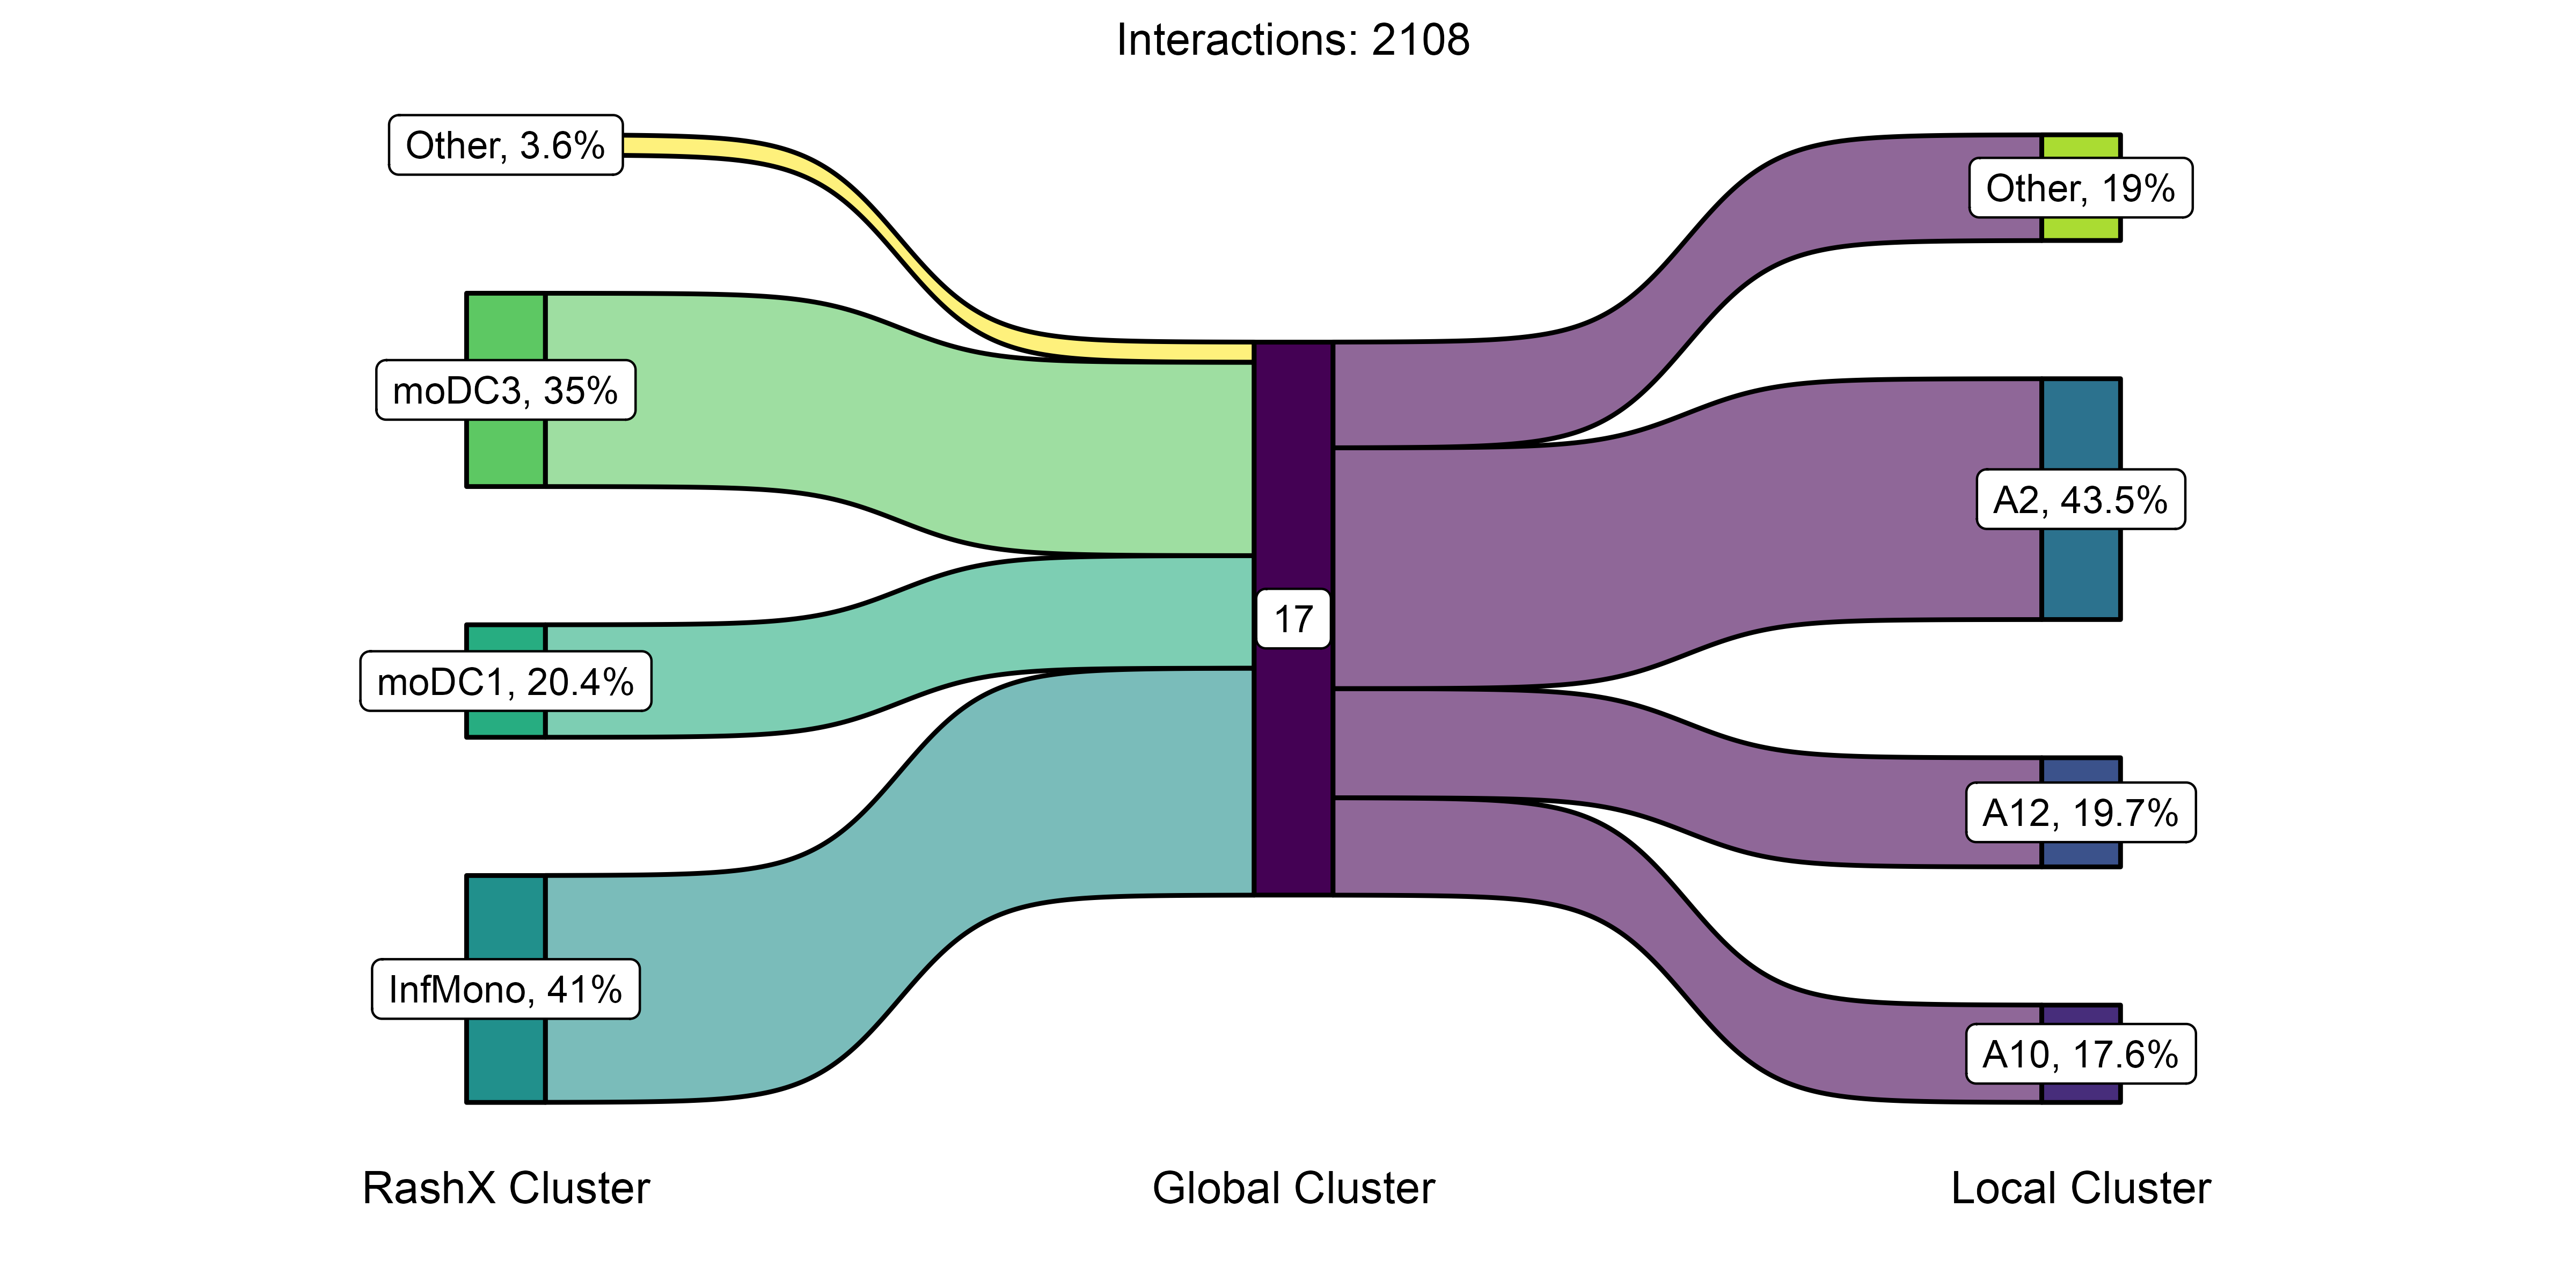 Interactions: 2108
Other, 3.6%
moDC3, 35%
moDC1, 20.4%
InfMono, 41%
17
Other, 19%
A2, 43.5%
A12, 19.7%
A10, 17.6%
RashX Cluster
Global Cluster
Local Cluster